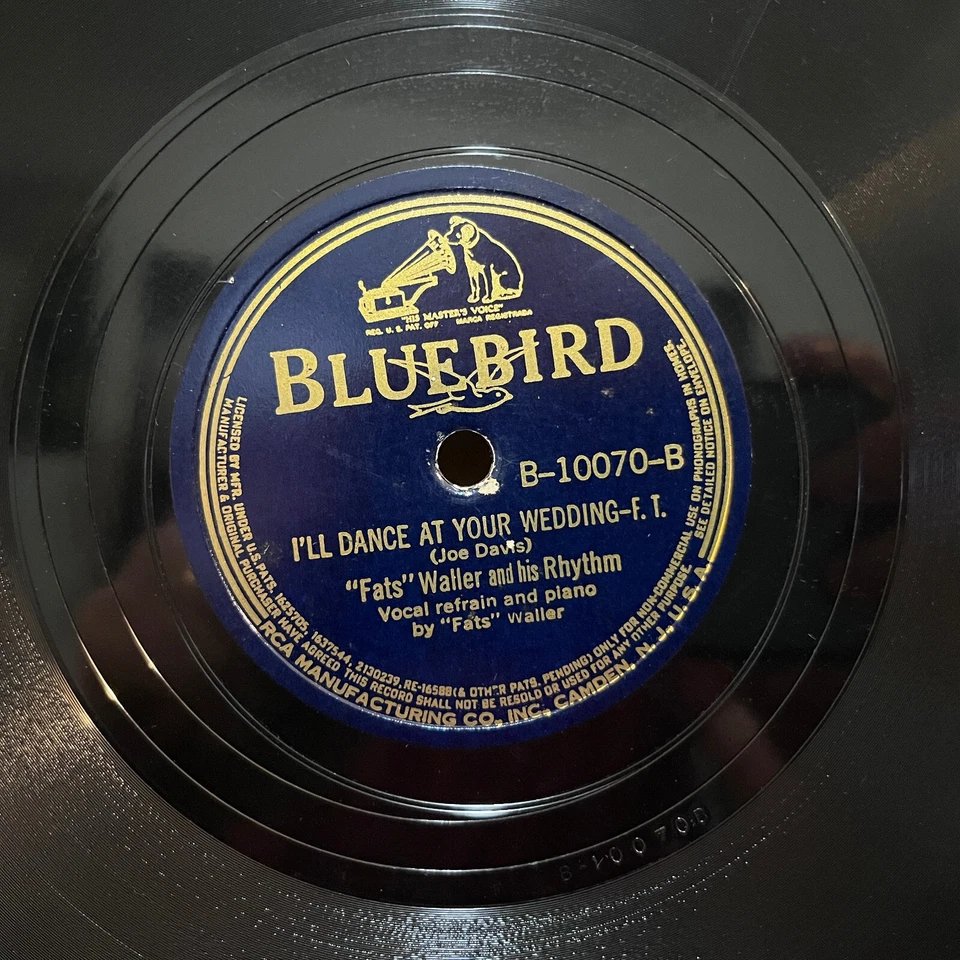 "HIS MASTER'S VOICE"
REG. U. S. PAT. OFF MARCA REGISTRADA
BLUEBIRD
B-10070-B
I'LL DANCE AT YOUR WEDDING-F. T.
(Joe Davis)
"Fats" Waller and his Rhythm
Vocal refrain and piano
by "Fats" Waller
LICENSED BY MFR. UNDER U.S. PATS. 1625705, 1637544, 2130239, RE-16588 (& OTHER PATS. PENDING) ONLY FOR NON-COMMERCIAL USE ON PHONOGRAPHS IN HOMES.
MANUFACTURER & ORIGINAL PURCHASER HAVE AGREED THIS RECORD SHALL NOT BE RESOLD OR USED FOR ANY OTHER PURPOSE. SEE DETAILED NOTICE ON ENVELOPE.
RCA MANUFACTURING CO., INC., CAMDEN, N. J., U. S. A.
B-10070B